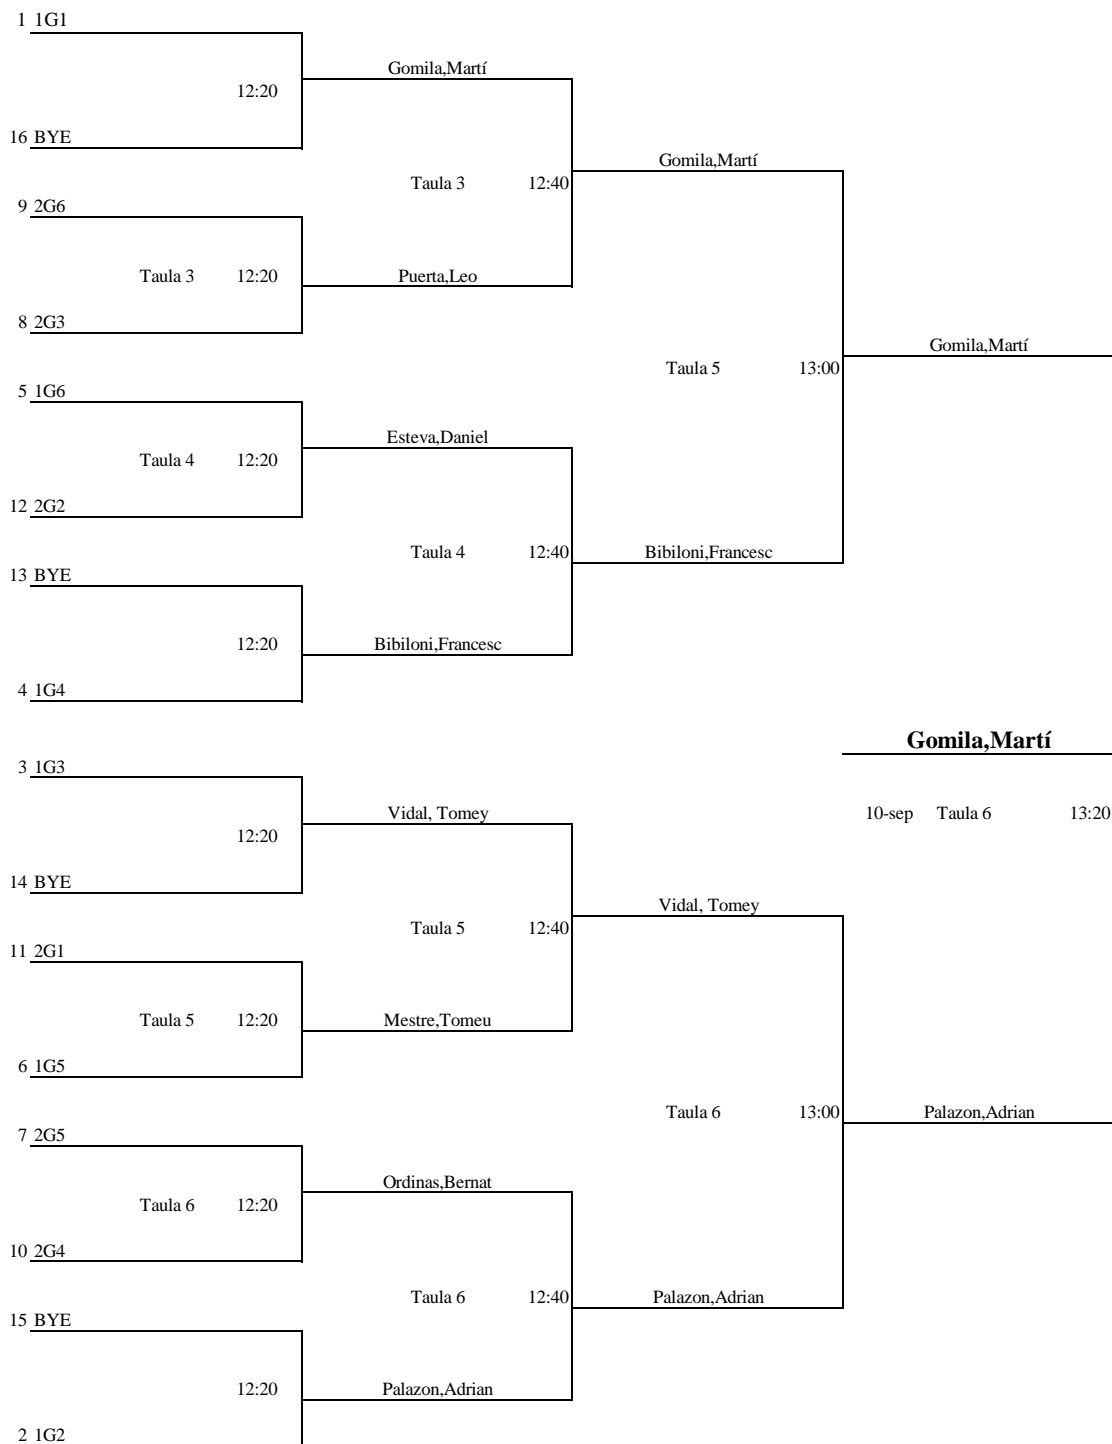 1 1G1
Gomila,Martí
12:20
16 BYE
Gomila,Martí
Taula 3 12:40
9 2G6
Taula 3 12:20
Puerta,Leo
8 2G3
Gomila,Martí
Taula 5 13:00
5 1G6
Esteva,Daniel
Taula 4 12:20
12 2G2
Taula 4 12:40
Bibiloni,Francesc
13 BYE
12:20
Bibiloni,Francesc
4 1G4
Gomila,Martí
3 1G3
Vidal, Tomey
10-sep Taula 6 13:20
12:20
14 BYE
Vidal, Tomey
Taula 5 12:40
11 2G1
Taula 5 12:20
Mestre,Tomeu
6 1G5
Taula 6 13:00
Palazon,Adrian
7 2G5
Ordinas,Bernat
Taula 6 12:20
10 2G4
Taula 6 12:40
Palazon,Adrian
15 BYE
12:20
Palazon,Adrian
2 1G2